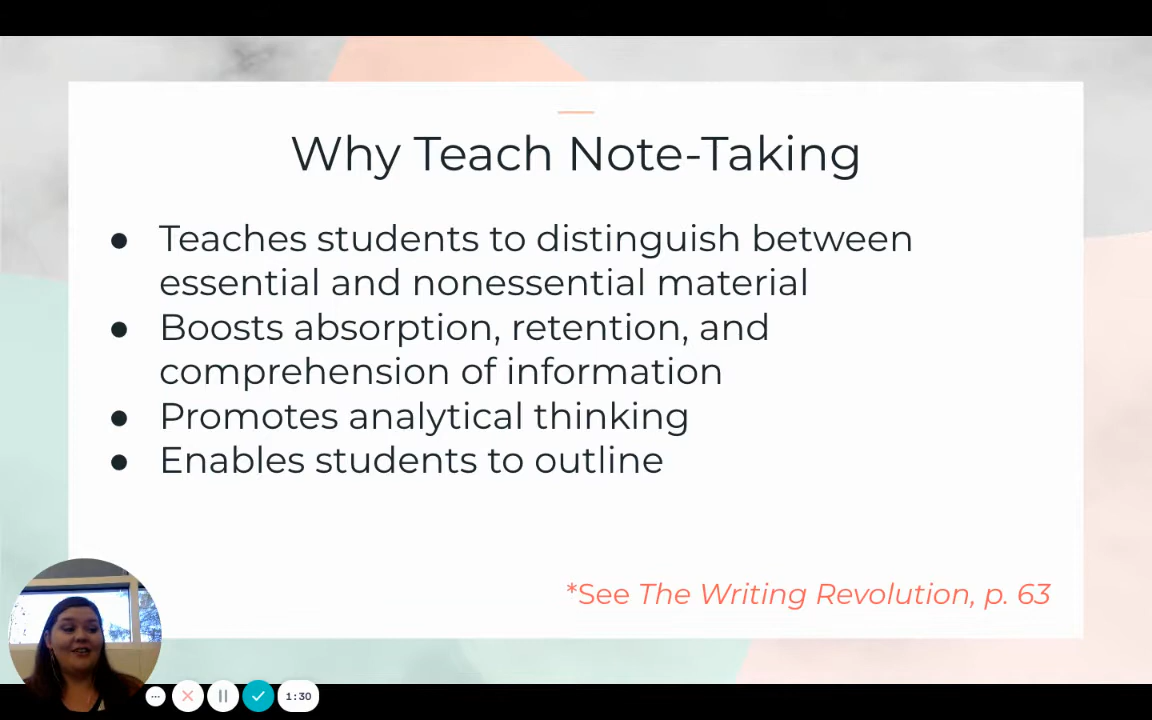 Why Teach Note-Taking
● Teaches students to distinguish between
essential and nonessential material
● Boosts absorption, retention, and
comprehension of information
● Promotes analytical thinking
● Enables students to outline
*See The Writing Revolution, p. 63
1:30